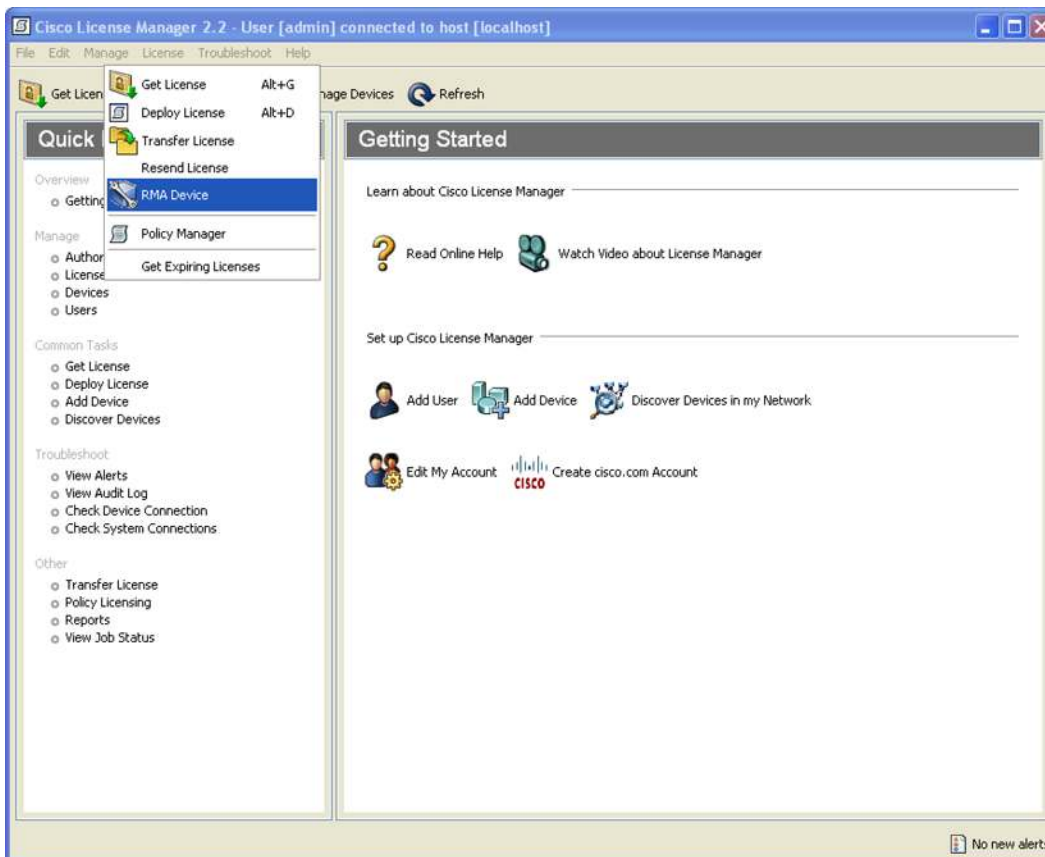 Cisco License Manager 2.2 - User [admin] connected to host [localhost]
File Edit Manage License Troubleshoot Help
Get Licen
nage Devices
Refresh
Get License Alt+G
Deploy License Alt+D
Transfer License
Resend License
RMA Device
Policy Manager
Get Expiring Licenses
Quick
Overview
Getting
Manage
Author
License
Devices
Users
Common Tasks
Get License
Deploy License
Add Device
Discover Devices
Troubleshoot
View Alerts
View Audit Log
Check Device Connection
Check System Connections
Other
Transfer License
Policy Licensing
Reports
View Job Status
Getting Started
Learn about Cisco License Manager
Read Online Help
Watch Video about License Manager
Set up Cisco License Manager
Add User
Add Device
Discover Devices in my Network
Edit My Account
CISCO
Create cisco.com Account
No new alerts